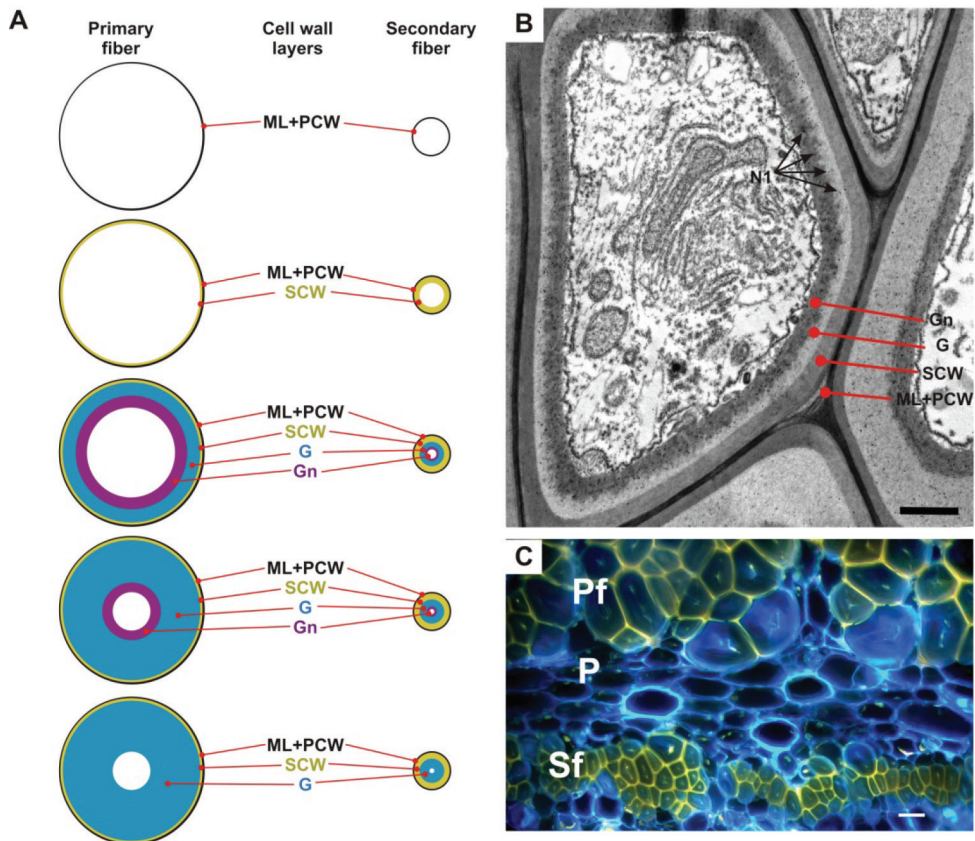 A
Primary
fiber
Cell wall
layers
Secondary
fiber
ML+PCW
ML+PCW
SCW
ML+PCW
SCW
G
Gn
ML+PCW
SCW
G
Gn
ML+PCW
SCW
G
B
N1
Gn
G
SCW
ML+PCW
C
Pf
P
Sf